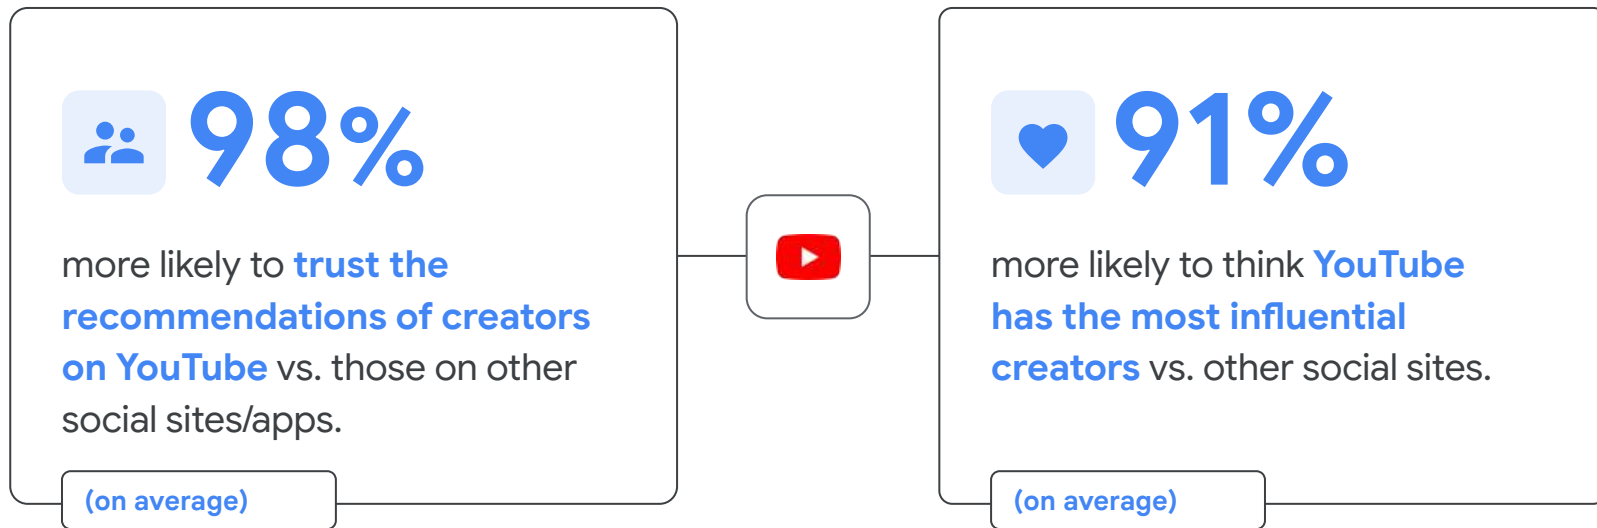 98%
more likely to trust the
recommendations of creators
on YouTube vs. those on other
social sites/apps.
(on average)
91%
more likely to think YouTube
has the most influential
creators vs. other social sites.
(on average)